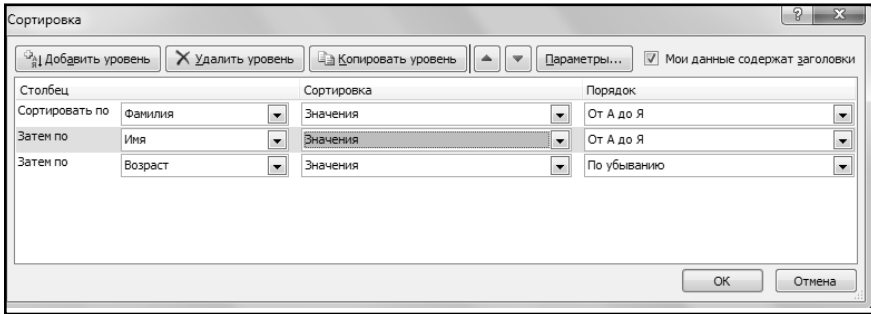 Сортировка
Добавить уровень Удалить уровень Копировать уровень Параметры... Мои данные содержат заголовки
Столбец Сортировка Порядок
Сортировать по Фамилия Значения От А до Я
Затем по Имя Значения От А до Я
Затем по Возраст Значения По убыванию
ОК Отмена